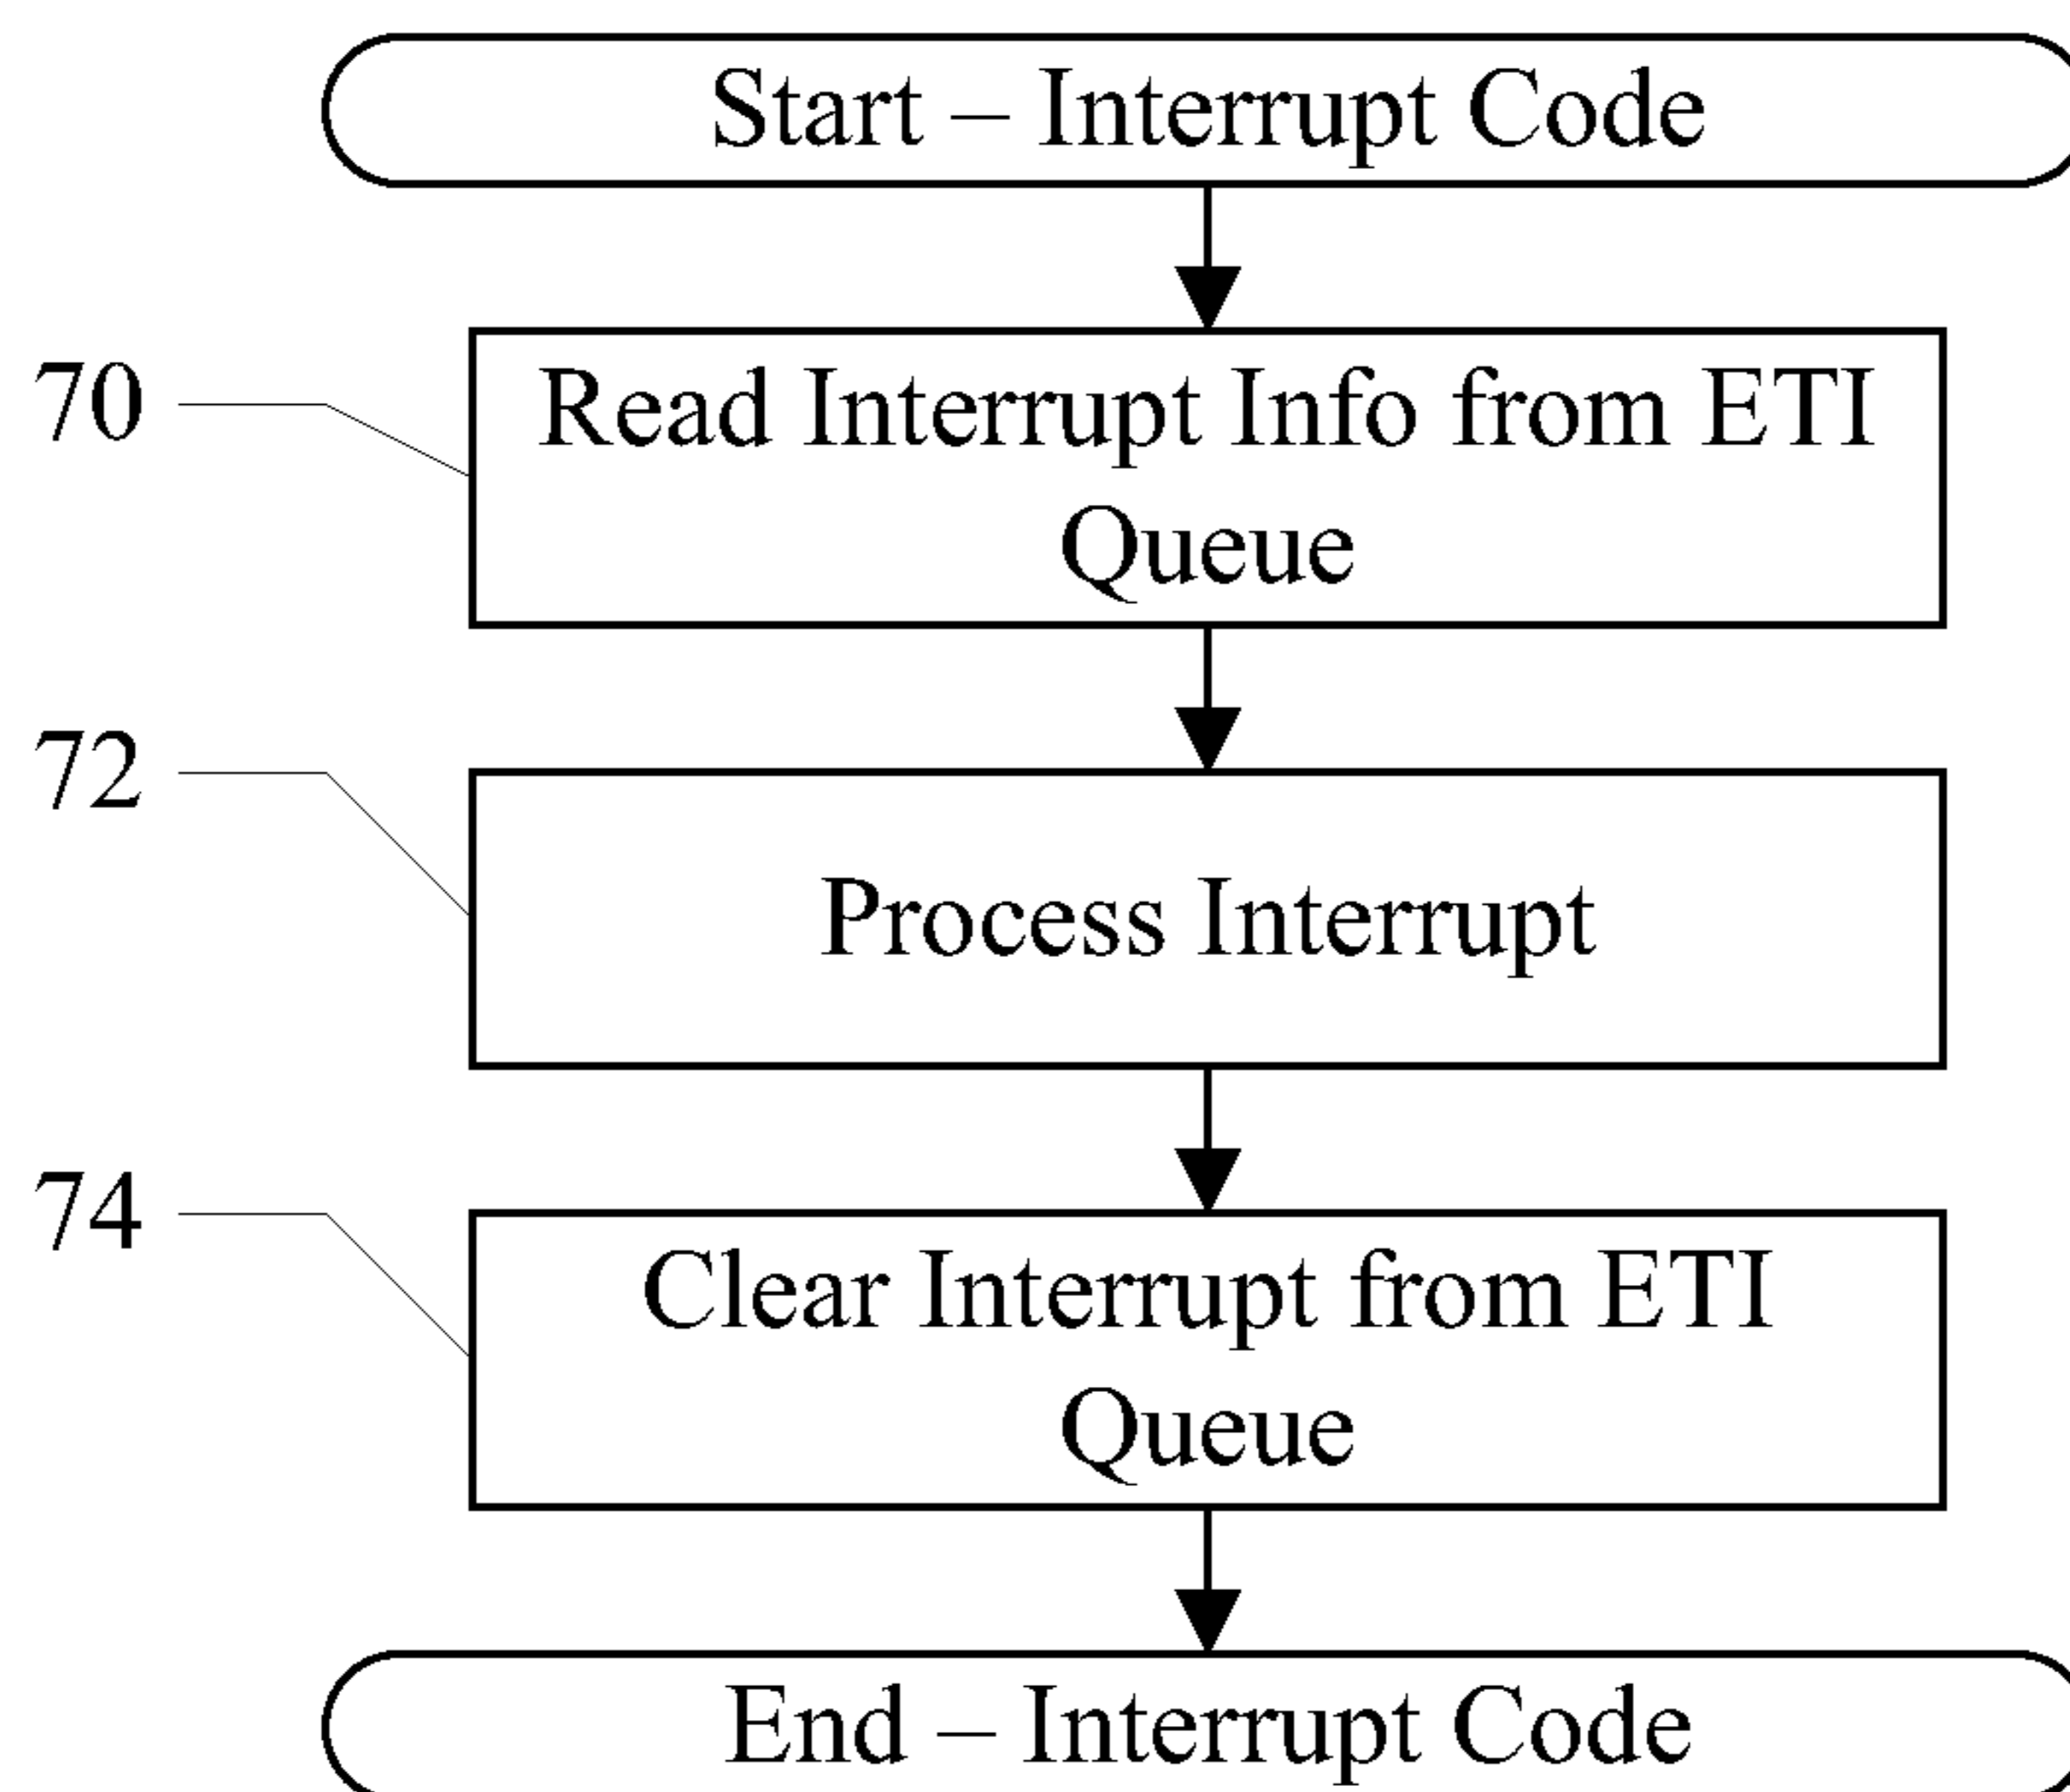 Start – Interrupt Code
70
Read Interrupt Info from ETI
Queue
72
Process Interrupt
74
Clear Interrupt from ETI
Queue
End – Interrupt Code